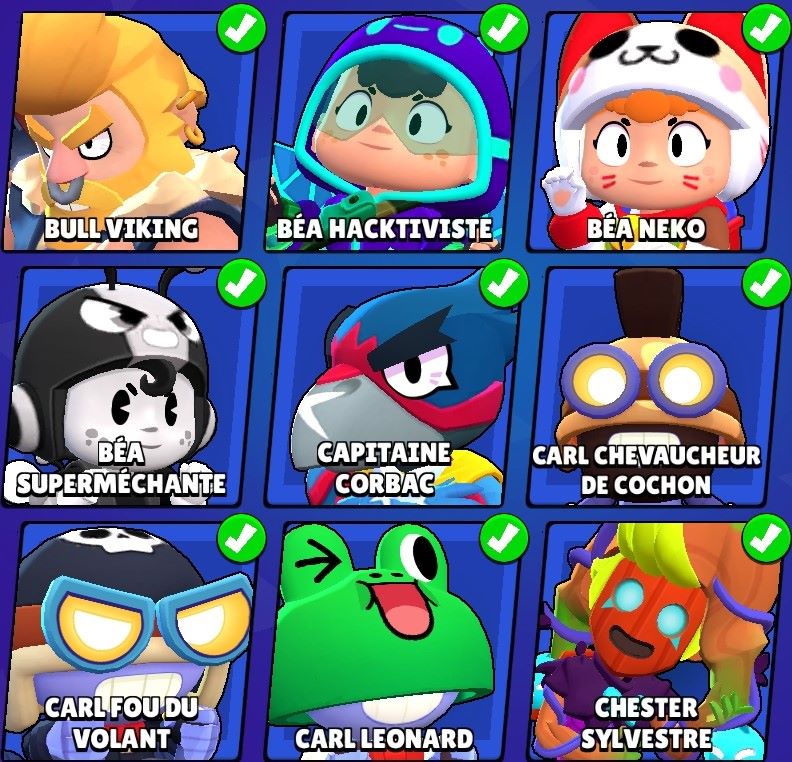 BULL VIKING
BÉA HACKTIVISTE
BÉA NEKO
BÉA
SUPERMÉCHANTE
CAPITAINE
CORBAC
CARL CHEVAUCHEUR
DE COCHON
CARL FOU DU
VOLANT
CARL LEONARD
CHESTER
SYLVESTRE